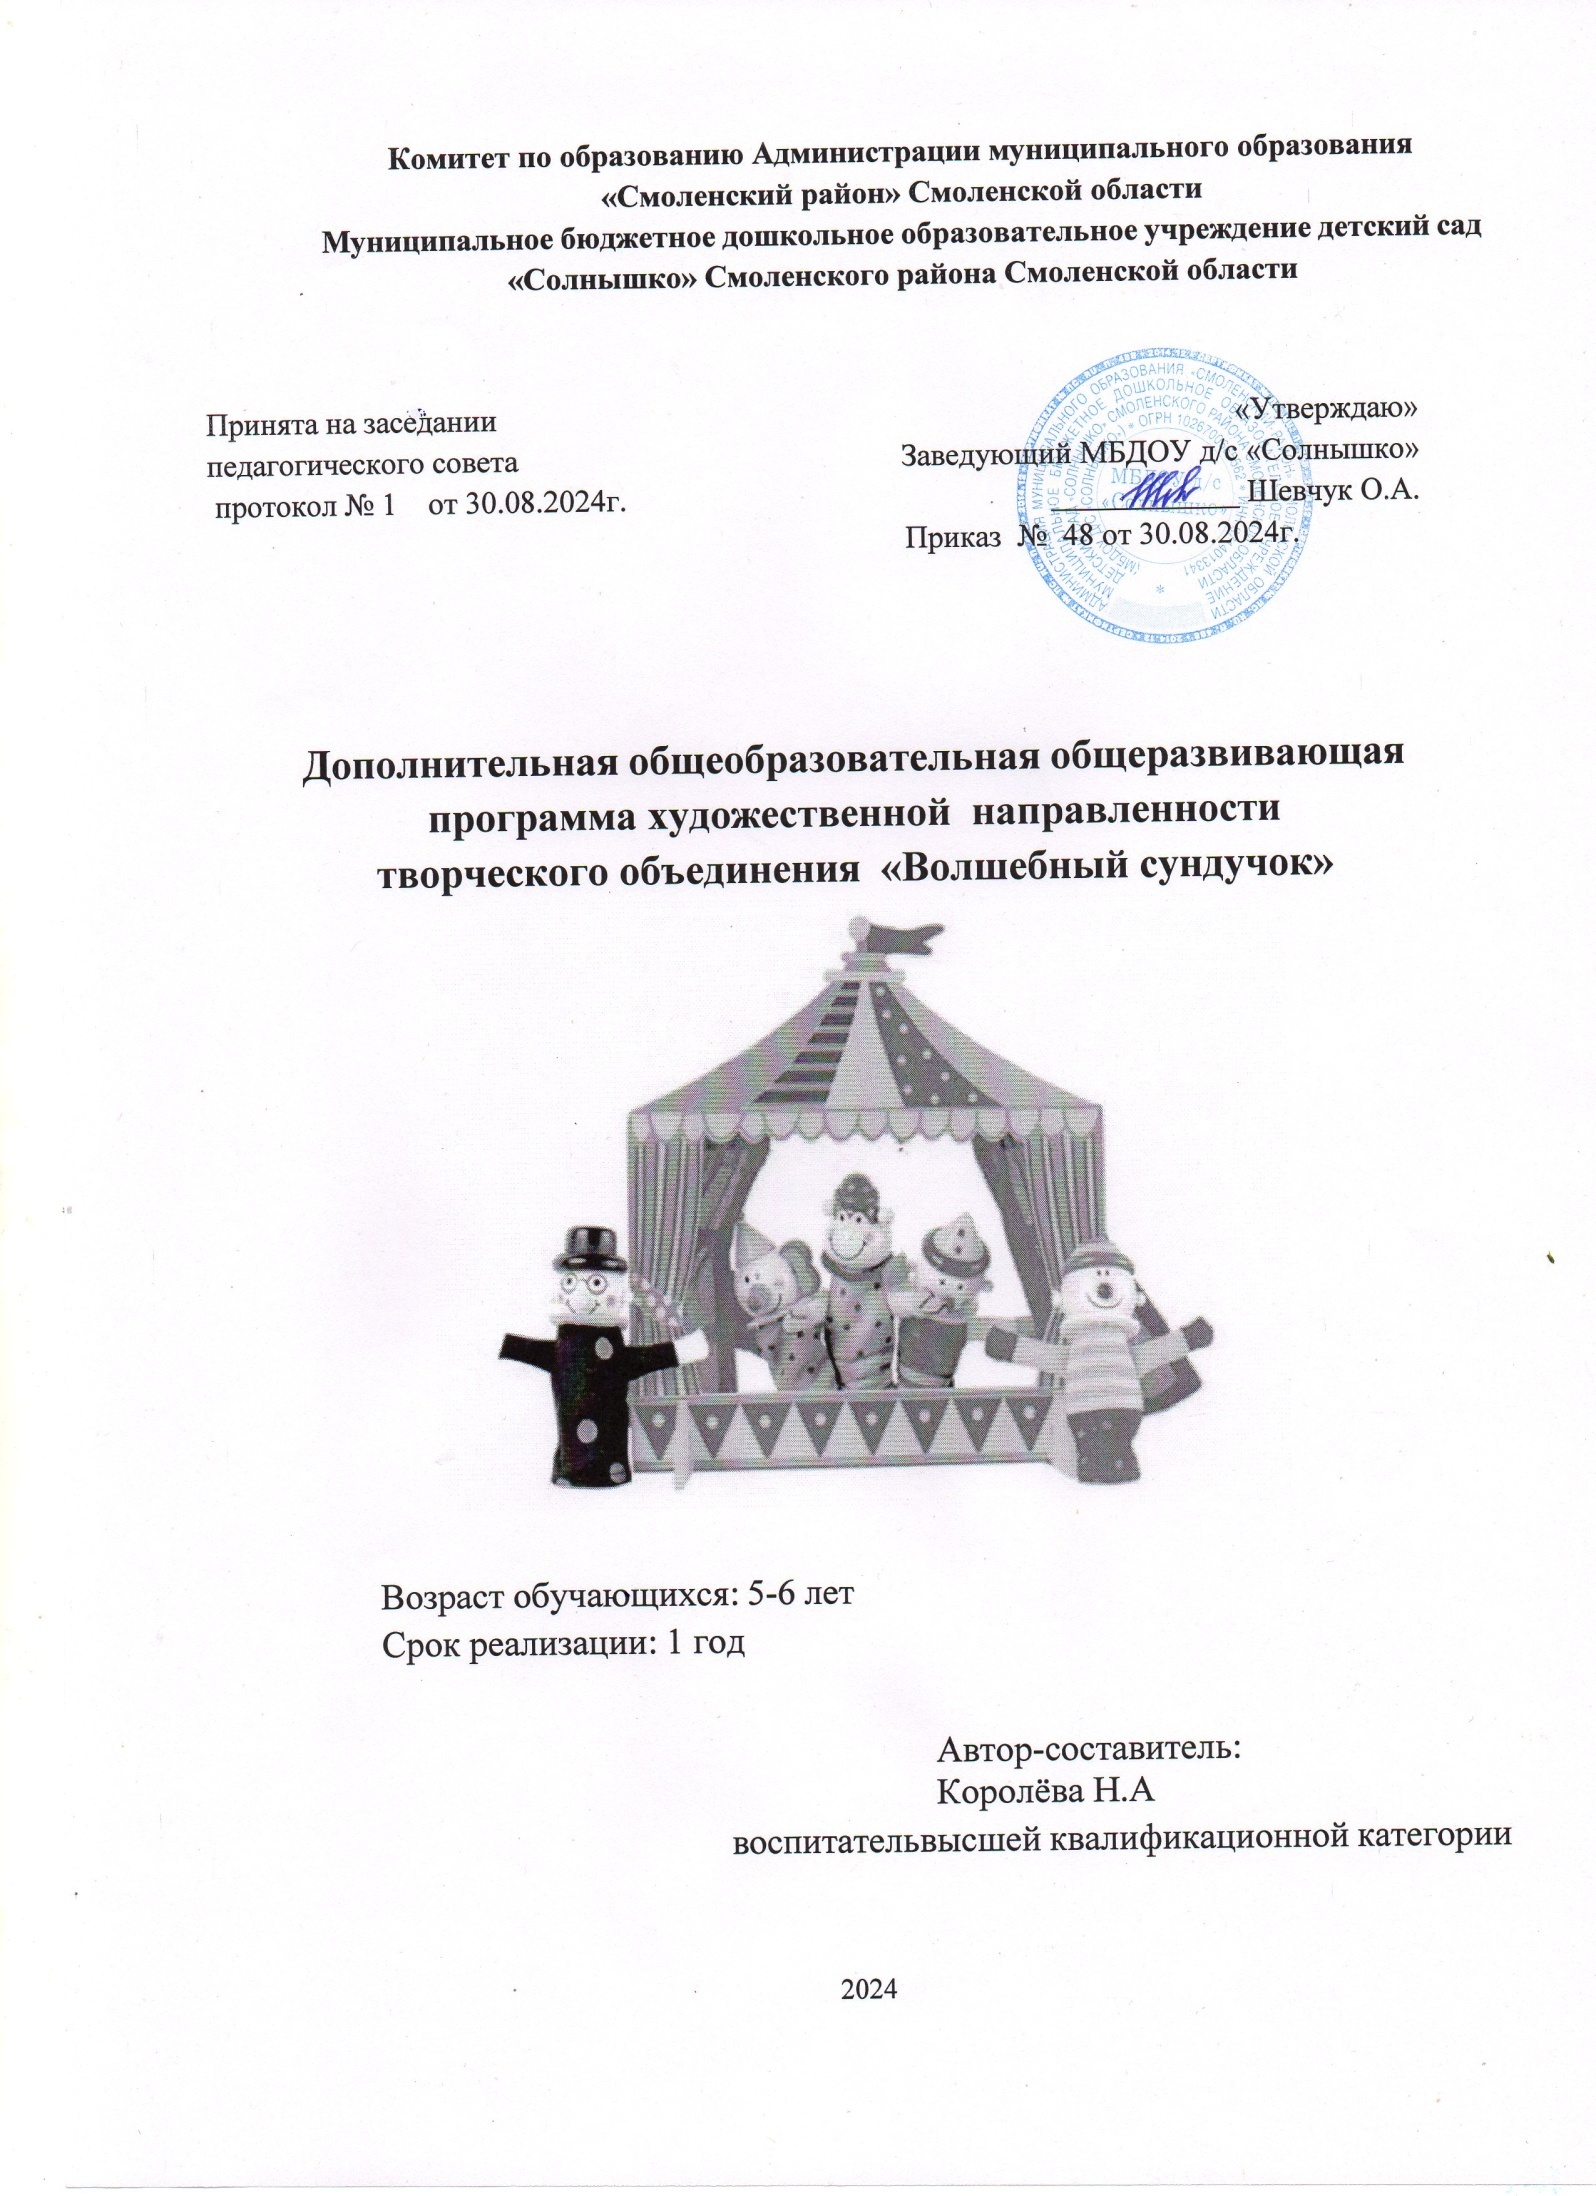 Комитет по образованию Администрации муниципального образования
«Смоленский район» Смоленской области
Муниципальное бюджетное дошкольное образовательное учреждение детский сад
«Солнышко» Смоленского района Смоленской области
Принята на заседании
педагогического совета
протокол № 1 от 30.08.2024г.
«Утверждаю»
Заведующий МБДОУ д/с «Солнышко»
Шевчук О.А.
Приказ № 48 от 30.08.2024г.
Дополнительная общеобразовательная общеразвивающая
программа художественной направленности
творческого объединения «Волшебный сундучок»
Возраст обучающихся: 5-6 лет
Срок реализации: 1 год
Автор-составитель:
Королёва Н.А
воспитательвысшей квалификационной категории
2024